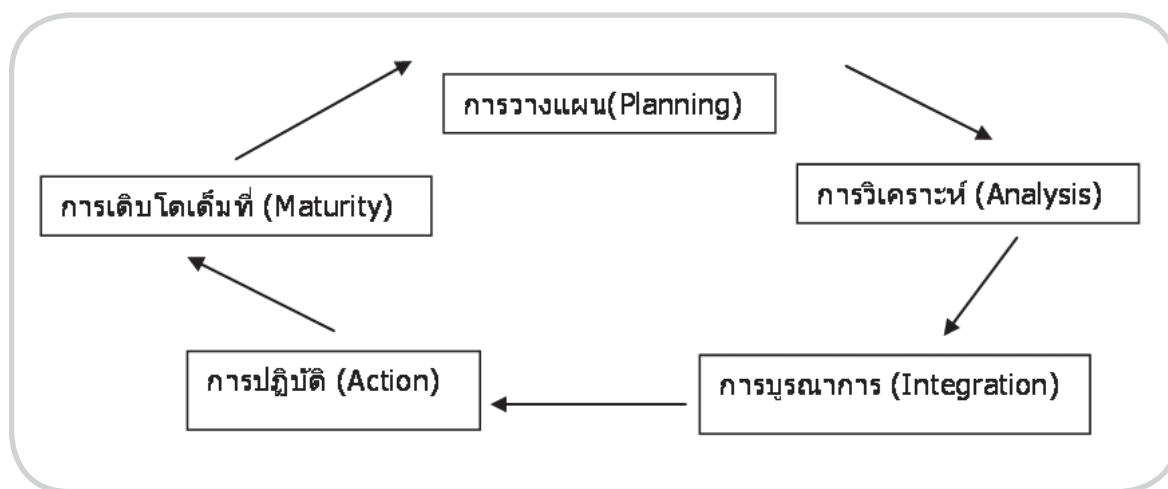 การวางแผน(Planning)
การวิเคราะห์ (Analysis)
การบูรณาการ (Integration)
การปฏิบัติ (Action)
การเติบโตเต็มที่ (Maturity)